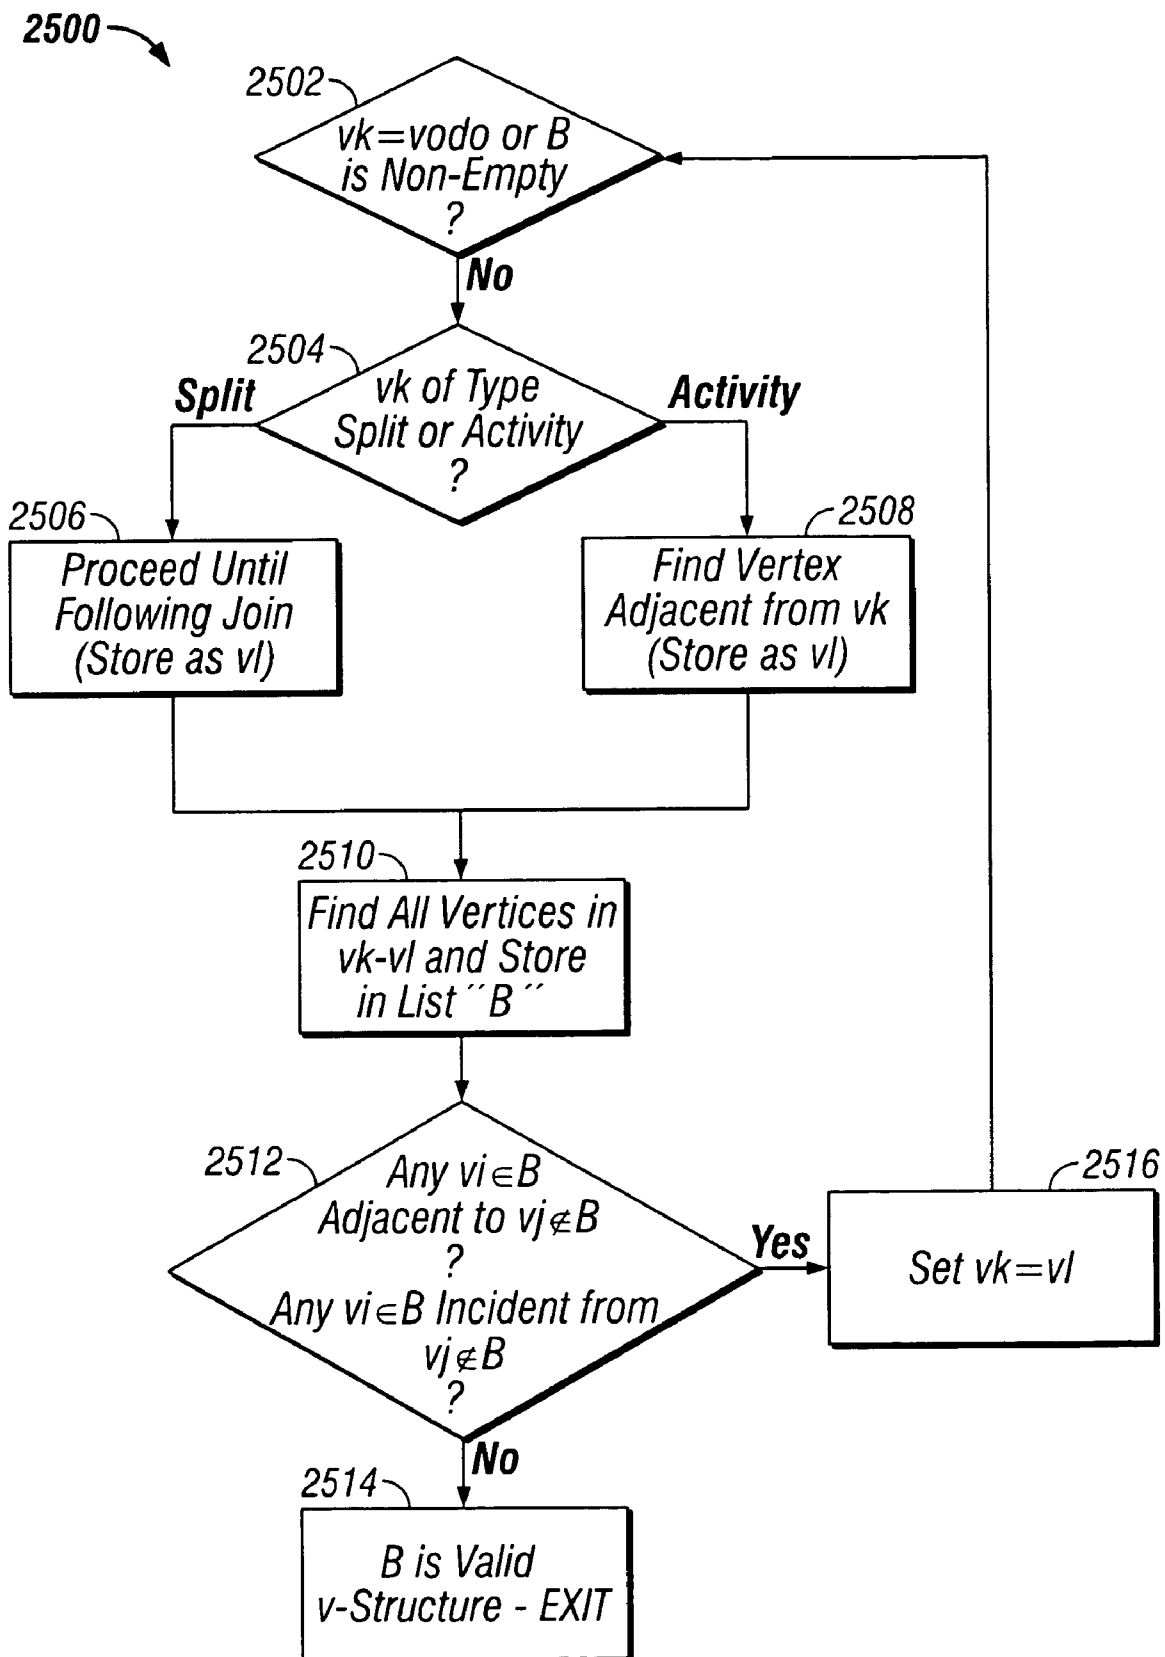 2500
2502
vk=vodo or B
is Non-Empty
?
No
2504
vk of Type
Split or Activity
?
Split
Activity
2506
Proceed Until
Following Join
(Store as vl)
2508
Find Vertex
Adjacent from vk
(Store as vl)
2510
Find All Vertices in
vk-vl and Store
in List ˝B˝
2512
Any vi∈B
Adjacent to vj∉B
?
Any vi∈B Incident from
vj∉B
?
Yes
2516
Set vk=vl
No
2514
B is Valid
v-Structure - EXIT